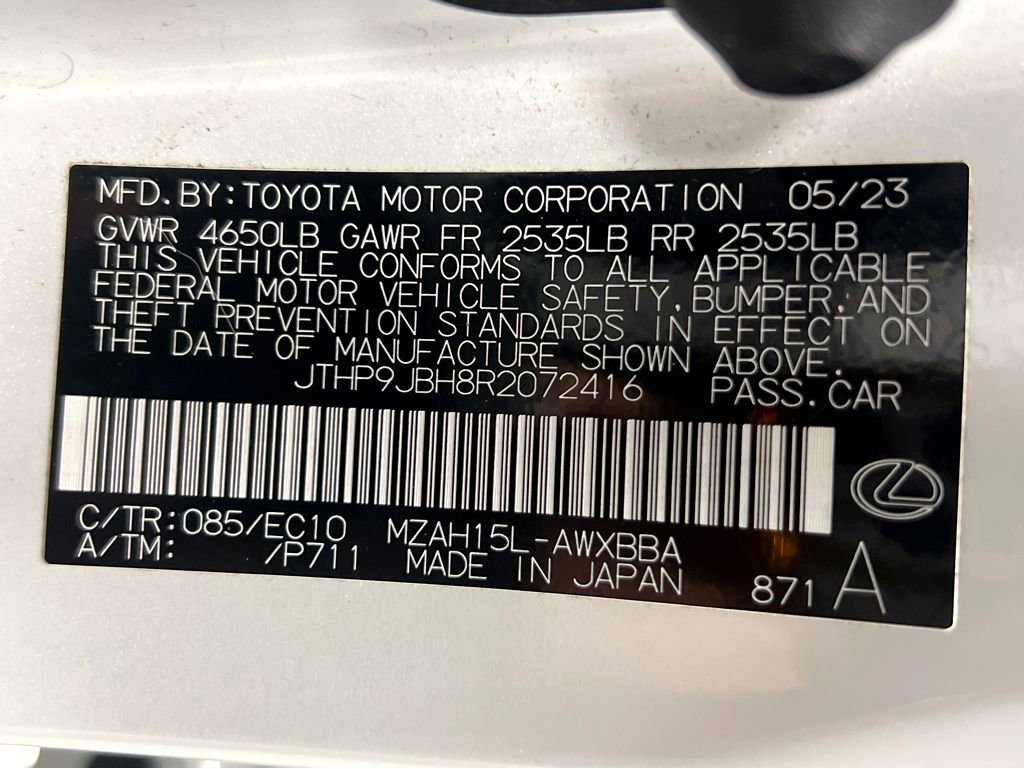 MFD.BY:TOYOTA MOTOR CORPORATION 05/23
GVWR 4650LB GAWR FR 2535LB RR 2535LB
THIS VEHICLE CONFORMS TO ALL APPLICABLE
FEDERAL MOTOR VEHICLE SAFETY,BUMPER,AND
THEFT PREVENTION STANDARDS IN EFFECT ON
THE DATE OF MANUFACTURE SHOWN ABOVE.
JTHP9JBH8R2072416 PASS.CAR
C/TR:085/EC10 MZAH15L-AWXBBA
A/TM: /P711 MADE IN JAPAN 871 A